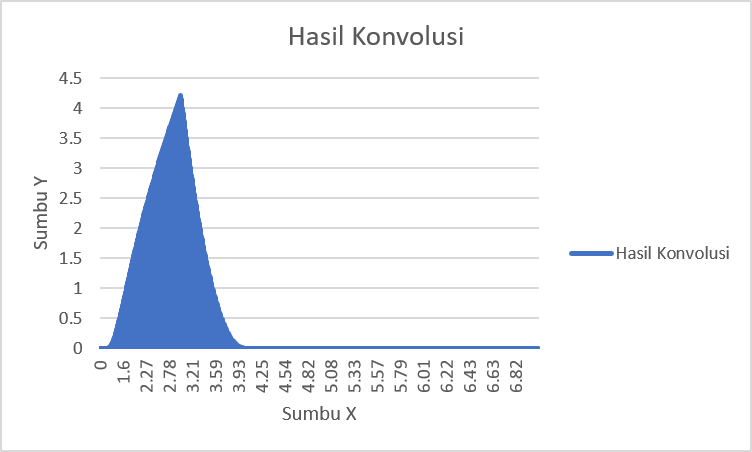 Hasil Konvolusi
4.5
4
3.5
3
2.5
2
1.5
1
0.5
0
Sumbu Y
0 1.6 2.27 2.78 3.21 3.59 3.93 4.25 4.54 4.82 5.08 5.33 5.57 5.79 6.01 6.22 6.43 6.63 6.82
Sumbu X
Hasil Konvolusi